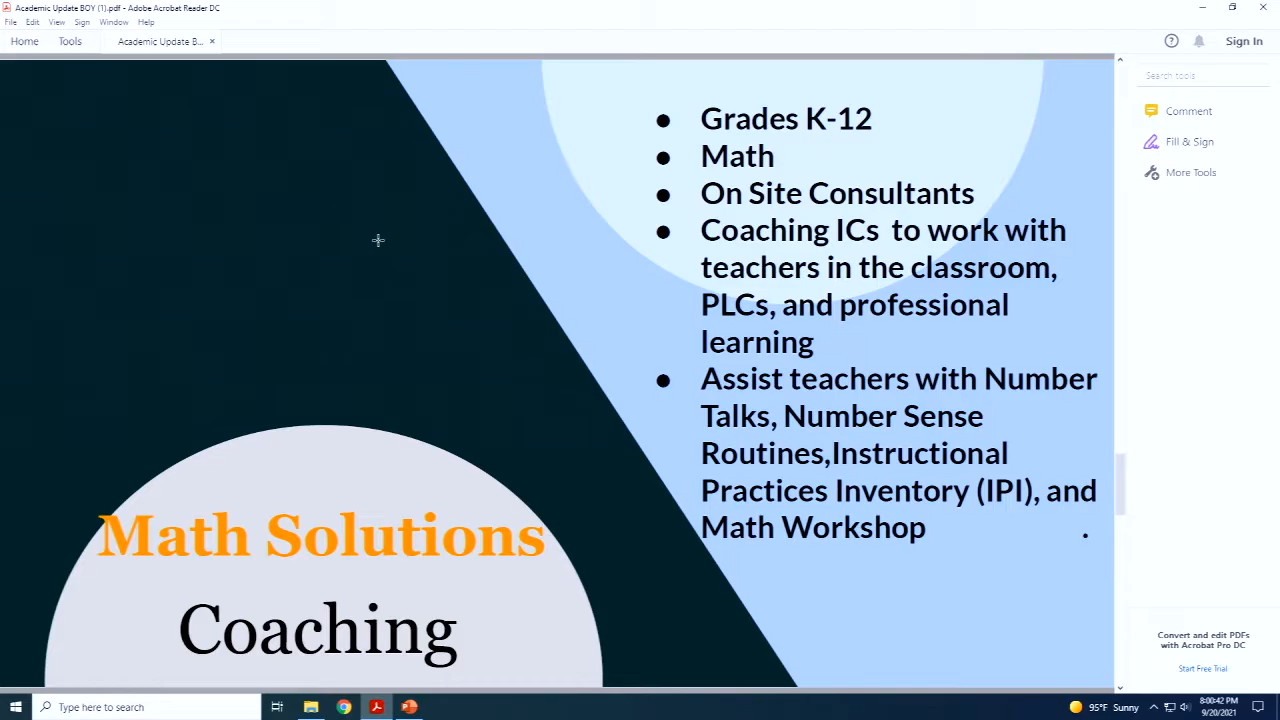 Academic Update BOY (1).pdf - Adobe Acrobat Reader DC
File Edit View Sign Window Help
Home Tools Academic Update B... × Sign In
Search tools
Comment
Fill & Sign
More Tools
● Grades K-12
● Math
● On Site Consultants
● Coaching ICs to work with
teachers in the classroom,
PLCs, and professional
learning
● Assist teachers with Number
Talks, Number Sense
Routines,Instructional
Practices Inventory (IPI), and
Math Workshop .
Math Solutions
Coaching
Convert and edit PDFs
with Acrobat Pro DC
Start Free Trial
Type here to search
95°F Sunny
8:00:42 PM
9/20/2021